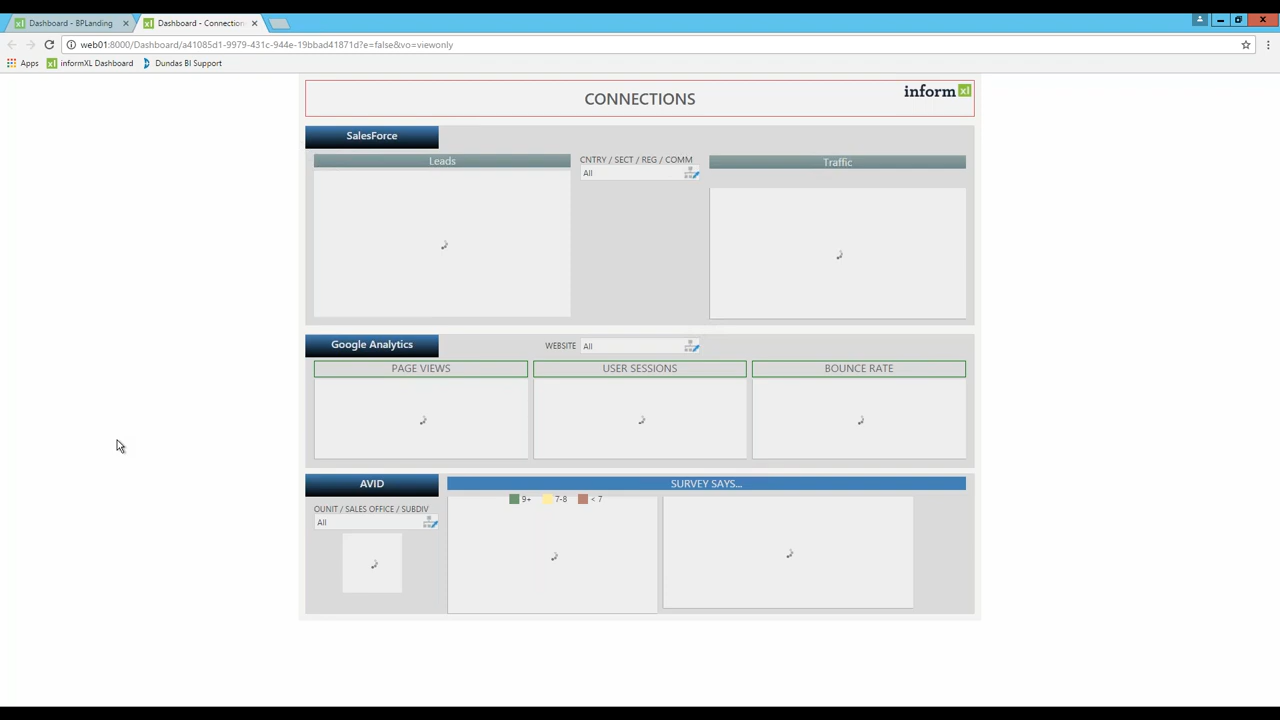 Dashboard - BPLanding
Dashboard - Connection
web01:8000/Dashboard/a41085d1-9979-431c-944e-19bbad41871d?e=false&vo=viewonly
Apps
informXL Dashboard
Dundas BI Support
CONNECTIONS
inform xl
SalesForce
Leads
CNTRY / SECT / REG / COMM
All
Traffic
Google Analytics
WEBSITE
All
PAGE VIEWS
USER SESSIONS
BOUNCE RATE
AVID
SURVEY SAYS...
OUNIT / SALES OFFICE / SUBDIV
All
9+
7-8
< 7